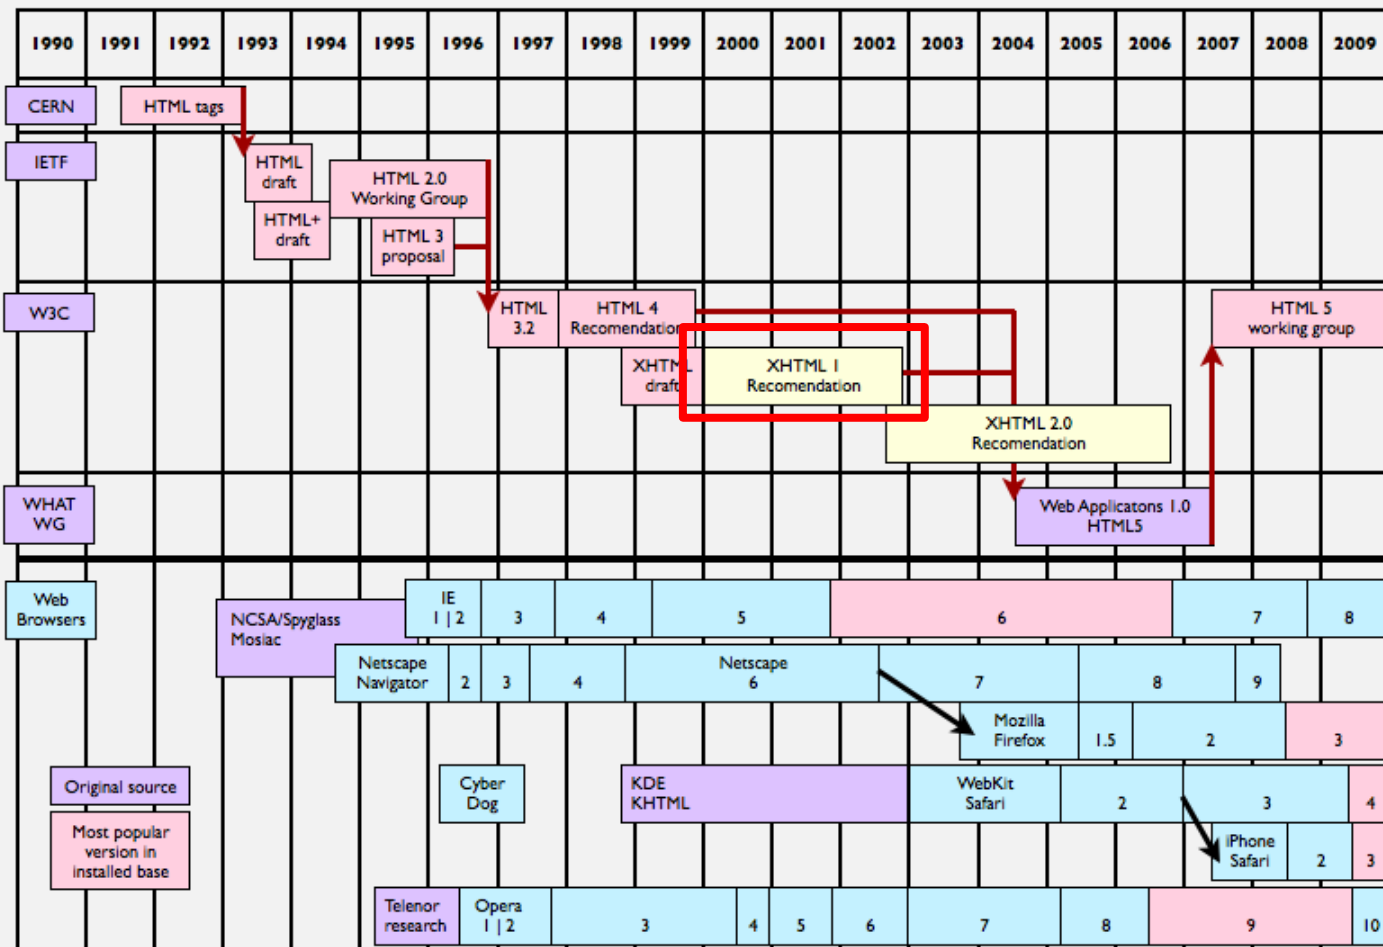 1990 1991 1992 1993 1994 1995 1996 1997 1998 1999 2000 2001 2002 2003 2004 2005 2006 2007 2008 2009
CERN
HTML tags
IETF
HTML
draft
HTML 2.0
Working Group
HTML+
draft
HTML 3
proposal
W3C
HTML
3.2
HTML 4
Recomendation
HTML 5
working group
XHTML
draft
XHTML 1
Recomendation
XHTML 2.0
Recomendation
WHAT
WG
Web Applicatons 1.0
HTML5
Web
Browsers
NCSA/Spyglass
Mosiac
IE
1 | 2
3
4
5
6
7
8
Netscape
Navigator
2
3
4
Netscape
6
7
8
9
Mozilla
Firefox
1.5
2
3
Original source
Cyber
Dog
KDE
KHTML
WebKit
Safari
2
3
4
Most popular
version in
installed base
iPhone
Safari
2
3
Telenor
research
Opera
1 | 2
3
4
5
6
7
8
9
10